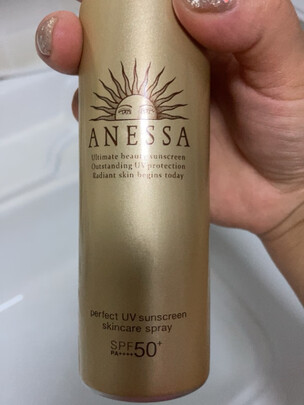 ANESSA
Ultimate beauty sunscreen
Outstanding UV protection
Radiant skin begins today
perfect UV sunscreen
skincare spray
SPF50+
PA++++